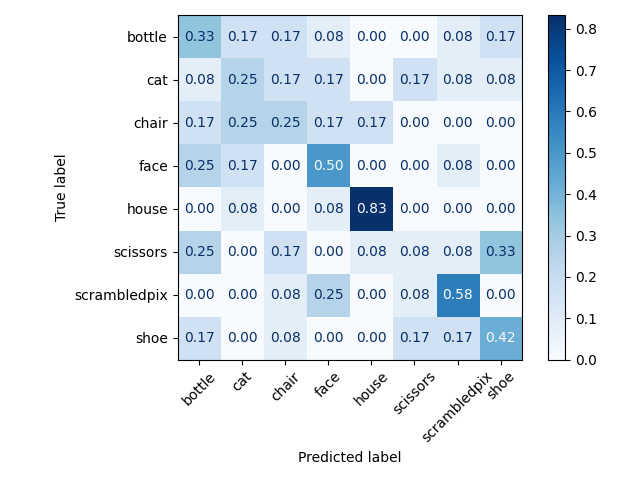 bottle 0.33 0.17 0.17 0.08 0.00 0.00 0.08 0.17
cat 0.08 0.25 0.17 0.17 0.00 0.17 0.08 0.08
chair 0.17 0.25 0.25 0.17 0.17 0.00 0.00 0.00
face 0.25 0.17 0.00 0.50 0.00 0.00 0.08 0.00
house 0.00 0.08 0.00 0.08 0.83 0.00 0.00 0.00
scissors 0.25 0.00 0.17 0.00 0.08 0.08 0.08 0.33
scrambledpix 0.00 0.00 0.08 0.25 0.00 0.08 0.58 0.00
shoe 0.17 0.00 0.08 0.00 0.00 0.17 0.17 0.42
bottle cat chair face house scissors scrambledpix shoe
Predicted label
True label
0.8
0.7
0.6
0.5
0.4
0.3
0.2
0.1
0.0